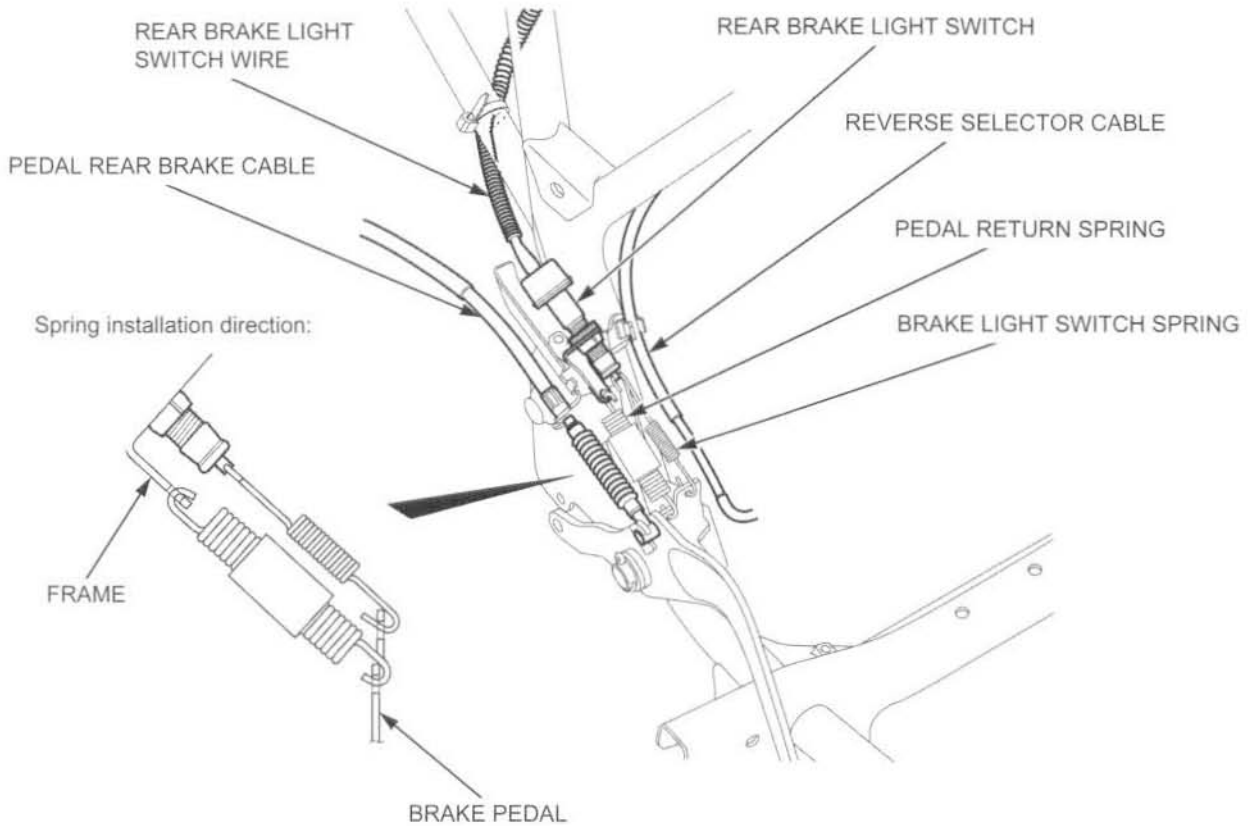 REAR BRAKE LIGHT
SWITCH WIRE
REAR BRAKE LIGHT SWITCH
REVERSE SELECTOR CABLE
PEDAL REAR BRAKE CABLE
PEDAL RETURN SPRING
BRAKE LIGHT SWITCH SPRING
Spring installation direction:
FRAME
BRAKE PEDAL